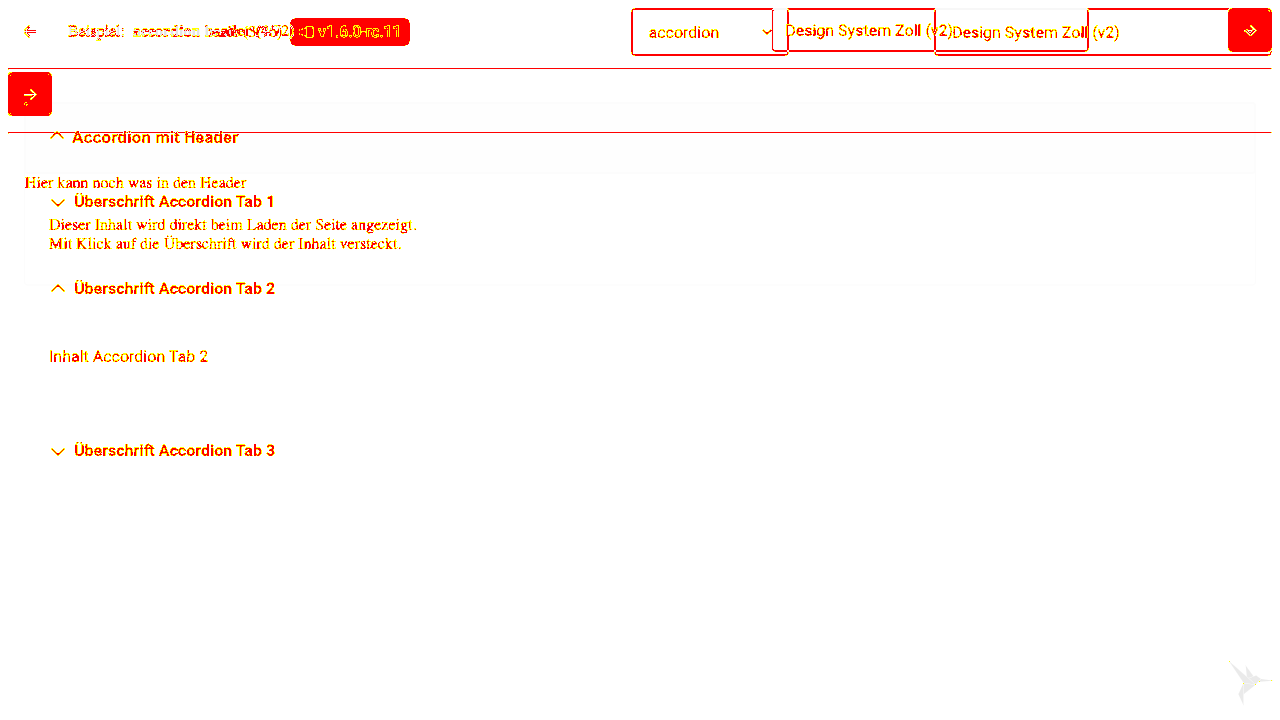 Beispiel: accordion v1.6.0-rc.11
accordion
Design System Zoll (v2)
Design System Zoll (v2)
Accordion mit Header
Hier kann noch was in den Header
Überschrift Accordion Tab 1
Dieser Inhalt wird direkt beim Laden der Seite angezeigt.
Mit Klick auf die Überschrift wird der Inhalt versteckt.
Überschrift Accordion Tab 2
Inhalt Accordion Tab 2
Überschrift Accordion Tab 3